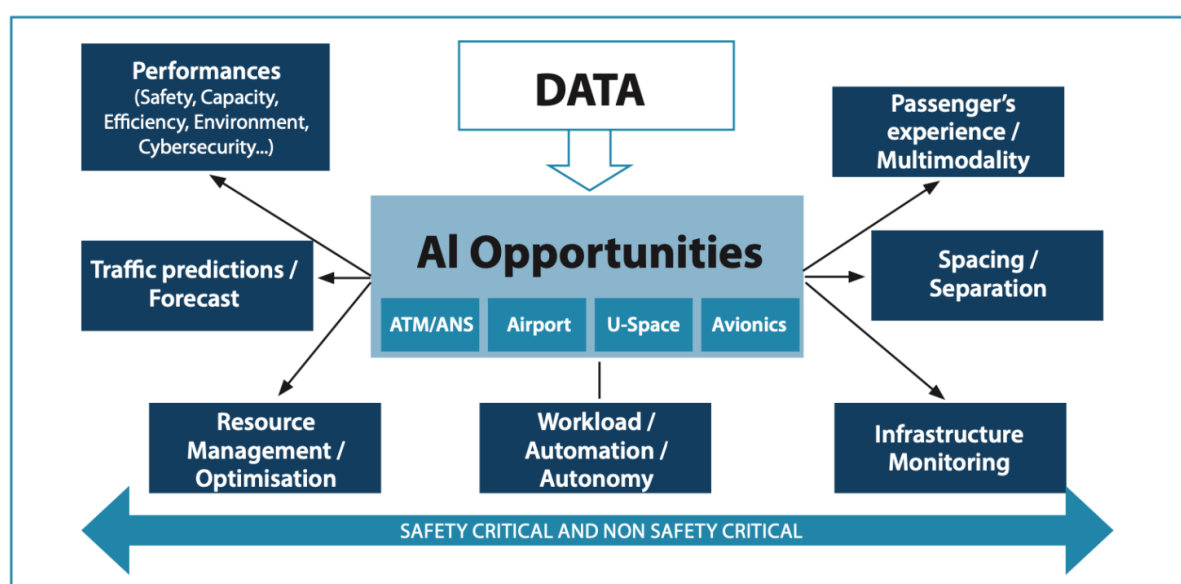 Performances
(Safety, Capacity,
Efficiency, Environment,
Cybersecurity...)
DATA
Passenger's
experience /
Multimodality
AI Opportunities
ATM/ANS
Airport
U-Space
Avionics
Traffic predictions /
Forecast
Spacing /
Separation
Resource
Management /
Optimisation
Workload /
Automation /
Autonomy
Infrastructure
Monitoring
SAFETY CRITICAL AND NON SAFETY CRITICAL